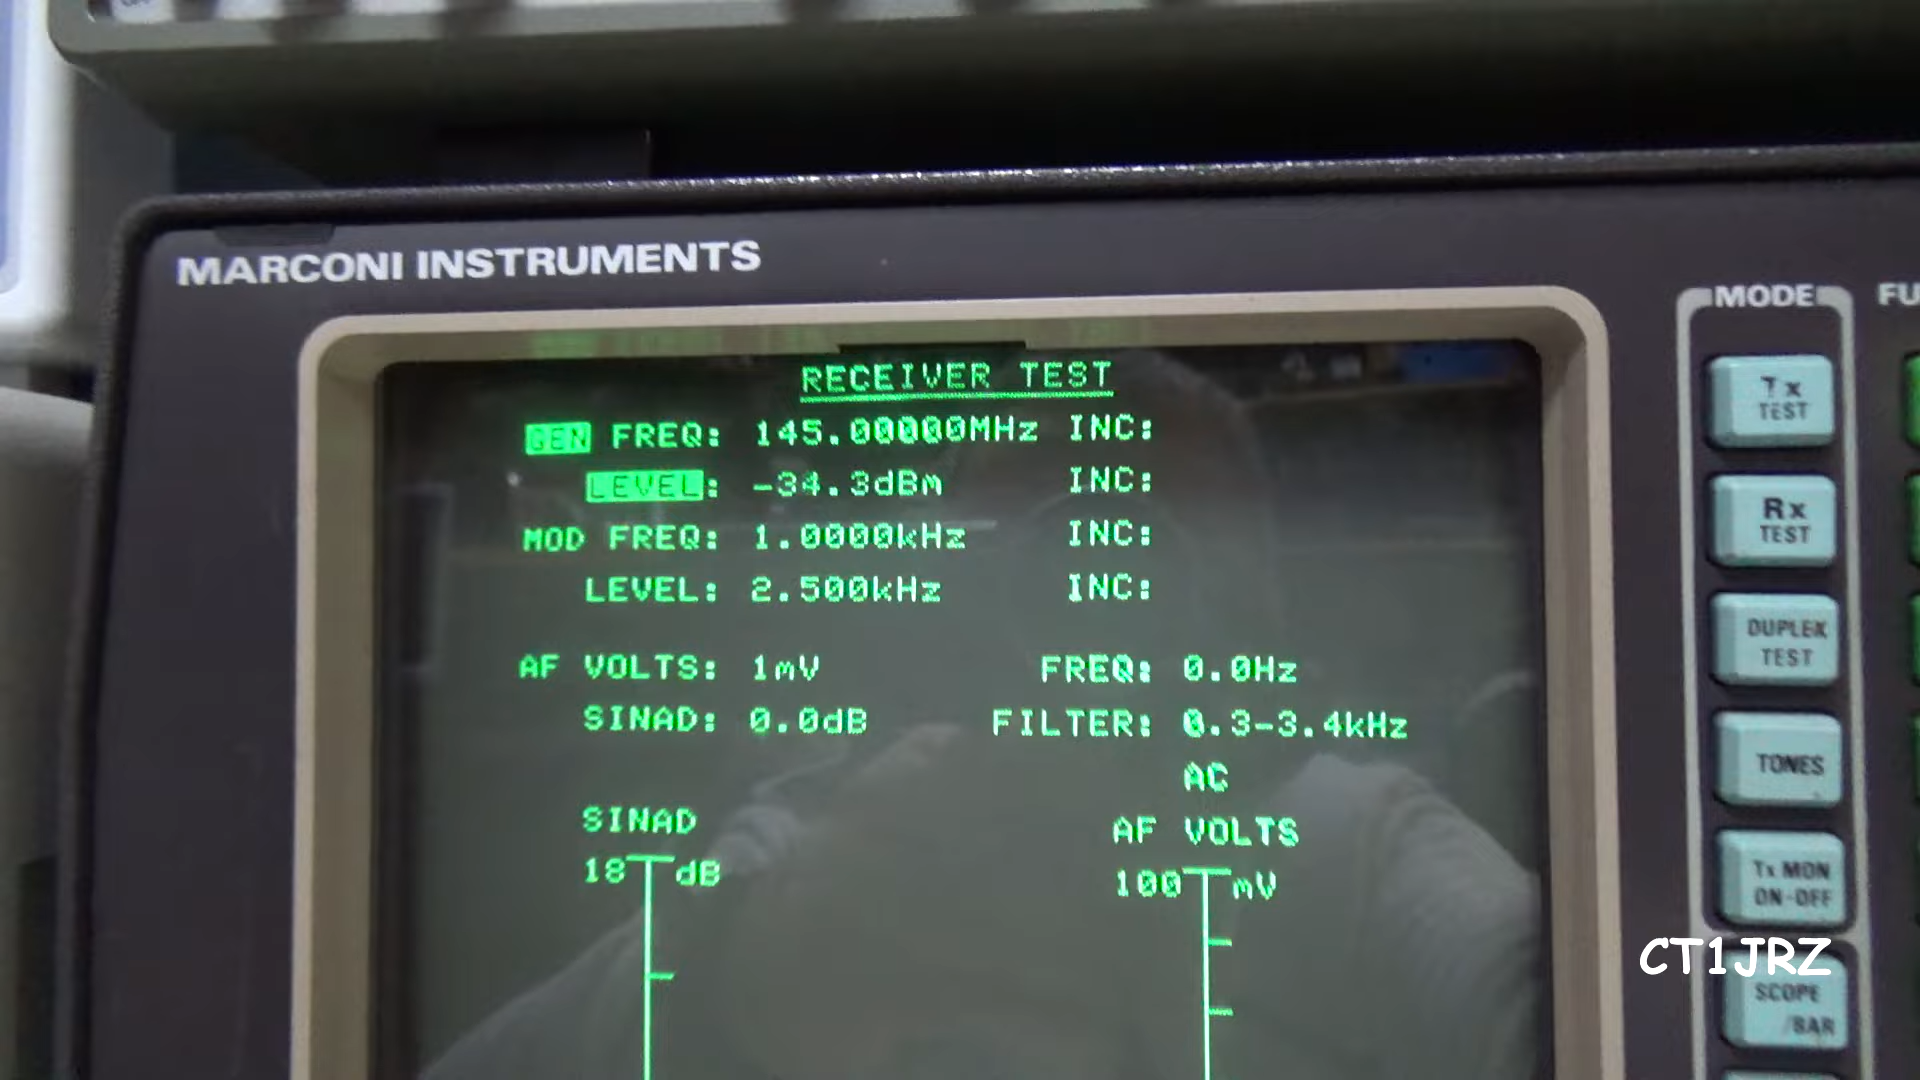 MARCONI INSTRUMENTS
MODE
FU
RECEIVER TEST
GEN FREQ: 145.00000MHz INC:
LEVEL: -34.3dBm INC:
MOD FREQ: 1.0000kHz INC:
LEVEL: 2.500kHz INC:
AF VOLTS: 1mV FREQ: 0.0Hz
SINAD: 0.0dB FILTER: 0.3-3.4kHz
AC
SINAD
18 dB
AF VOLTS
100 mV
Tx
TEST
Rx
TEST
DUPLEX
TEST
TONES
Tx MON
ON-OFF
CT1JRZ
SCOPE
/BAR